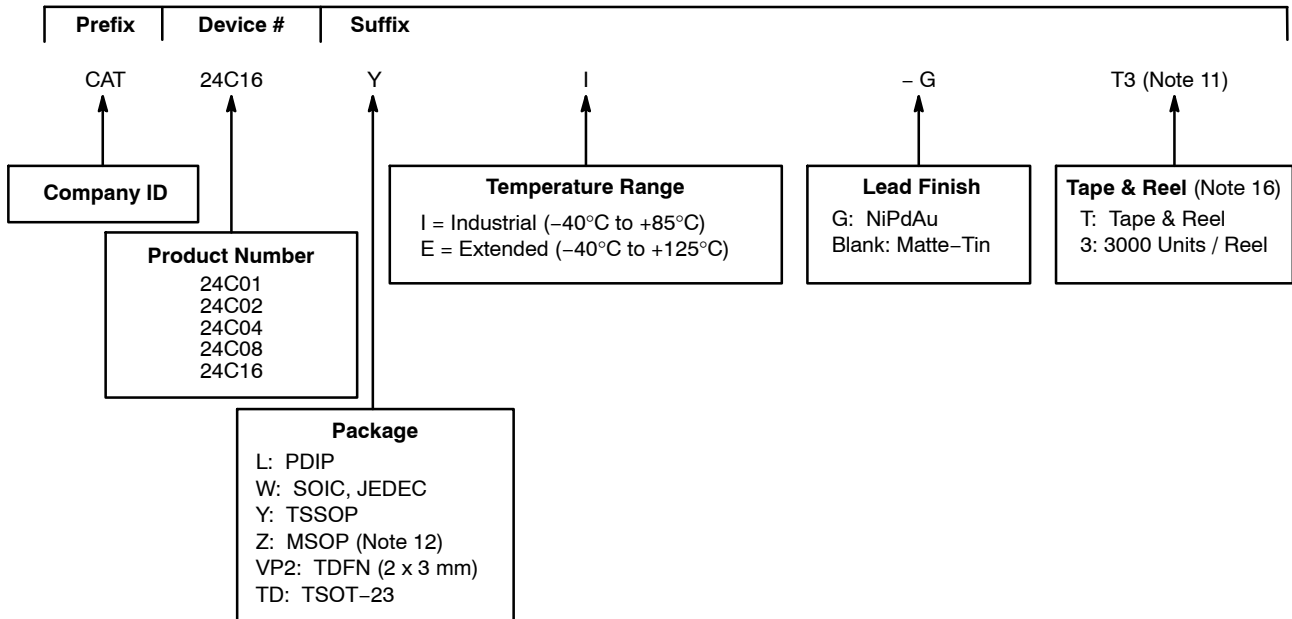 Prefix Device # Suffix
CAT 24C16 Y I – G T3 (Note 11)
Company ID
Product Number
24C01
24C02
24C04
24C08
24C16
Package
L: PDIP
W: SOIC, JEDEC
Y: TSSOP
Z: MSOP (Note 12)
VP2: TDFN (2 x 3 mm)
TD: TSOT−23
Temperature Range
I = Industrial (−40°C to +85°C)
E = Extended (−40°C to +125°C)
Lead Finish
G: NiPdAu
Blank: Matte−Tin
Tape & Reel (Note 16)
T: Tape & Reel
3: 3000 Units / Reel